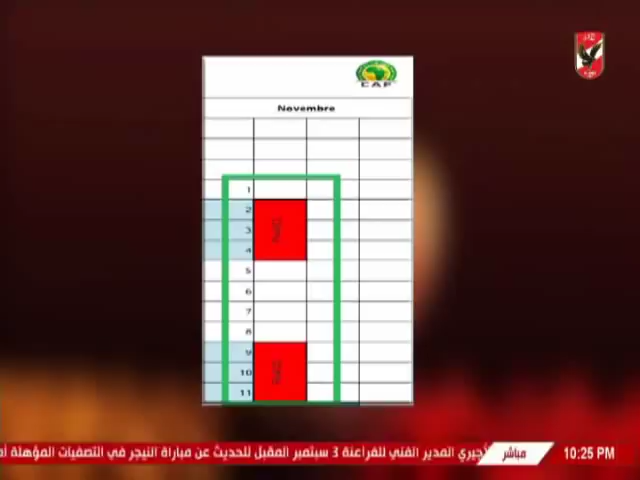 CAF
Novembre
1
2
3
4
5
6
7
8
9
10
11
أجيري المدير الفني للفراعنة 3 سبتمبر المقبل للحديث عن مباراة النيجر في التصفيات المؤهلة
مباشر
10:25 PM